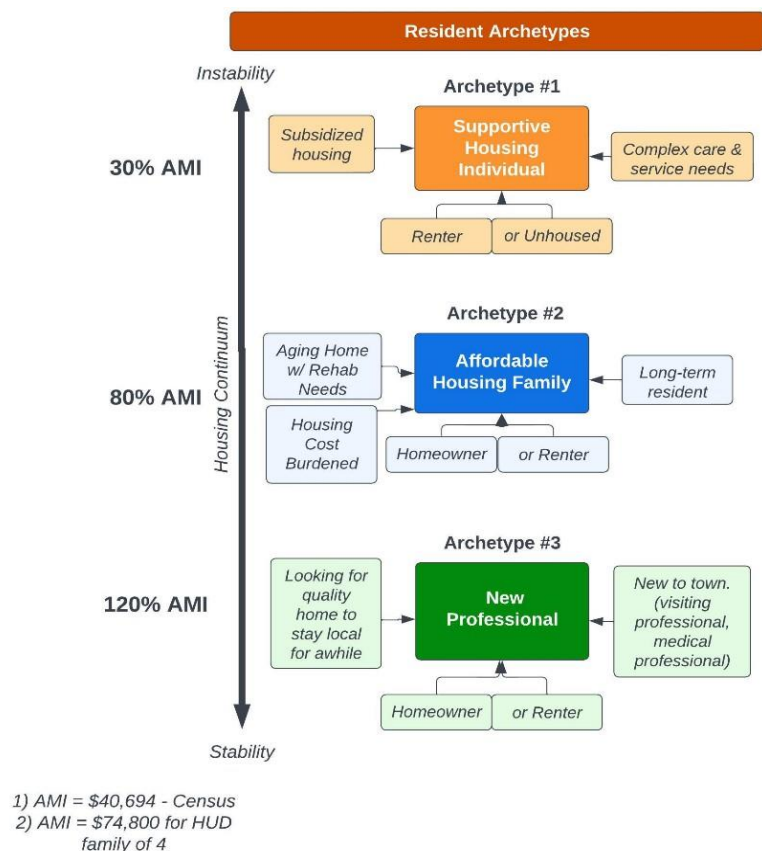 Resident Archetypes
Instability
Archetype #1
Subsidized
housing
Supportive
Housing
Individual
Complex care &
service needs
30% AMI
Renter
or Unhoused
Housing Continuum
Archetype #2
Aging Home
w/ Rehab
Needs
Affordable
Housing Family
Long-term
resident
80% AMI
Housing
Cost
Burdened
Homeowner
or Renter
Archetype #3
Looking for
quality
home to
stay local
for awhile
New
Professional
New to town.
(visiting
professional,
medical
professional)
120% AMI
Homeowner
or Renter
Stability
1) AMI = $40,694 - Census
2) AMI = $74,800 for HUD
family of 4